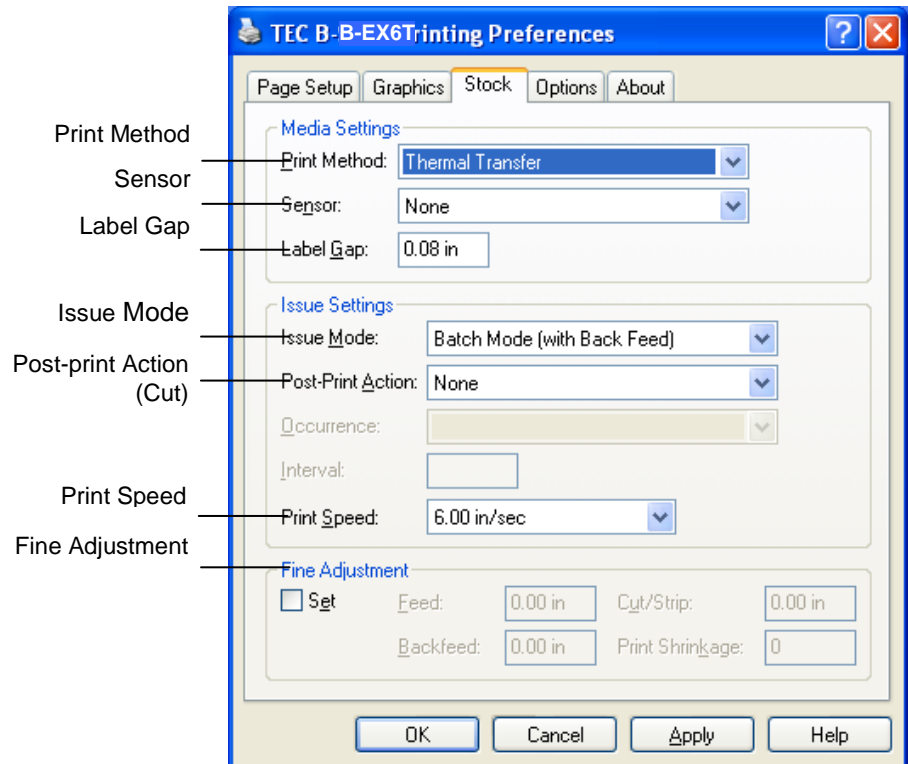 TEC B-B-EX6Trinting Preferences
Page Setup Graphics Stock Options About
Media Settings
Print Method
Print Method: Thermal Transfer
Sensor
Sensor: None
Label Gap
Label Gap: 0.08 in
Issue Settings
Issue Mode
Issue Mode: Batch Mode (with Back Feed)
Post-print Action
(Cut)
Post-Print Action: None
Occurrence:
Interval:
Print Speed
Print Speed: 6.00 in/sec
Fine Adjustment
Fine Adjustment
Set Feed: 0.00 in Cut/Strip: 0.00 in
Backfeed: 0.00 in Print Shrinkage: 0
OK Cancel Apply Help